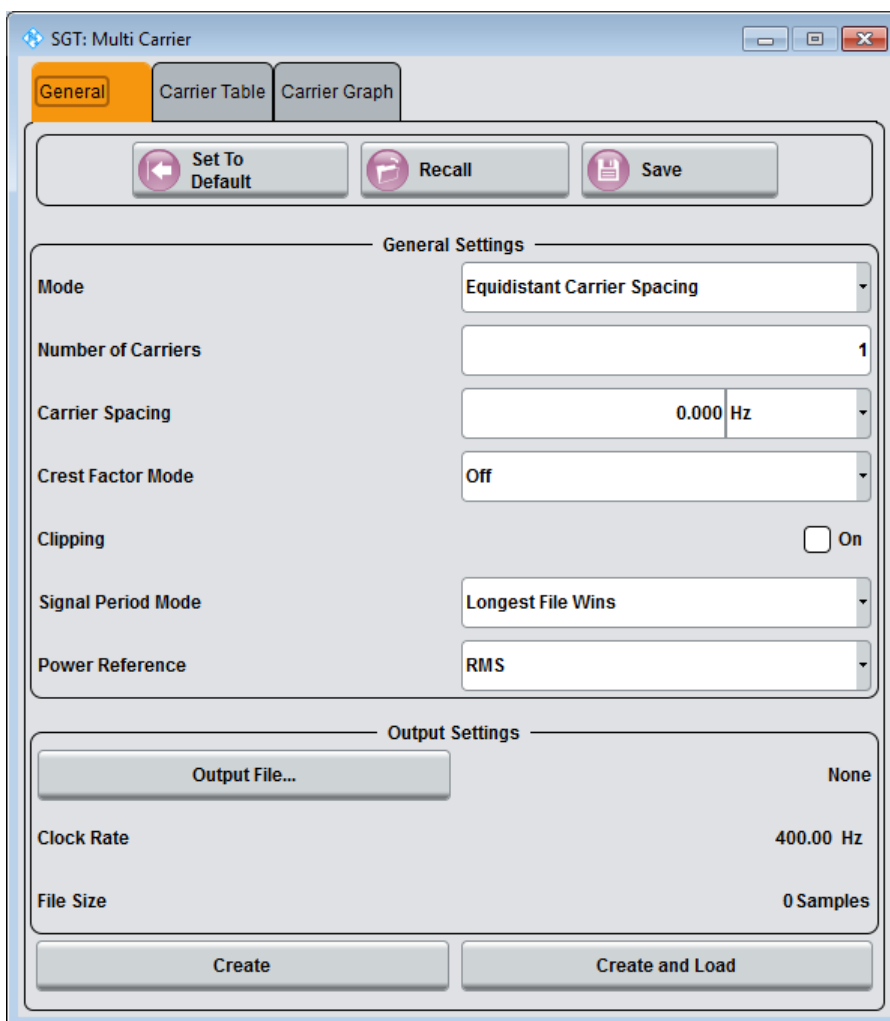 SGT: Multi Carrier
General
Carrier Table
Carrier Graph
Set To
Default
Recall
Save
General Settings
Mode
Equidistant Carrier Spacing
Number of Carriers
1
Carrier Spacing
0.000 Hz
Crest Factor Mode
Off
Clipping
On
Signal Period Mode
Longest File Wins
Power Reference
RMS
Output Settings
Output File...
None
Clock Rate
400.00 Hz
File Size
0 Samples
Create
Create and Load